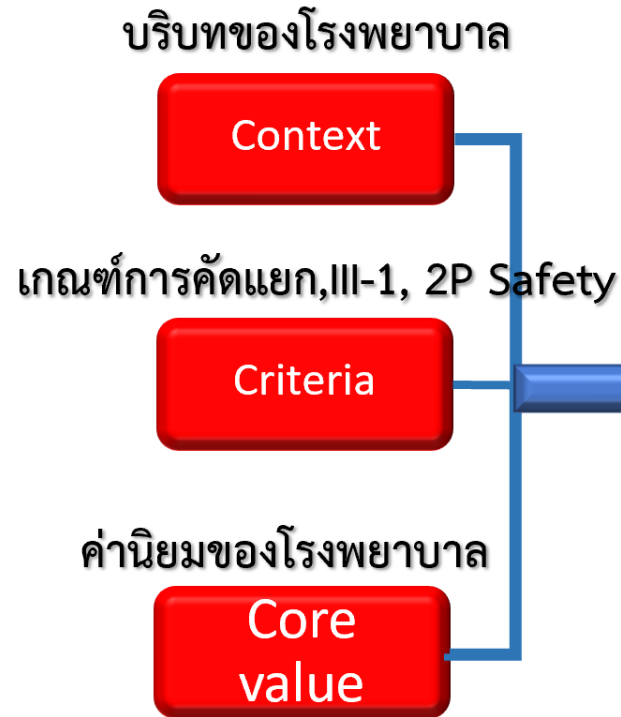 บริบทของโรงพยาบาล
Context
เกณฑ์การคัดแยก,III-1, 2P Safety
Criteria
ค่านิยมของโรงพยาบาล
Core
value